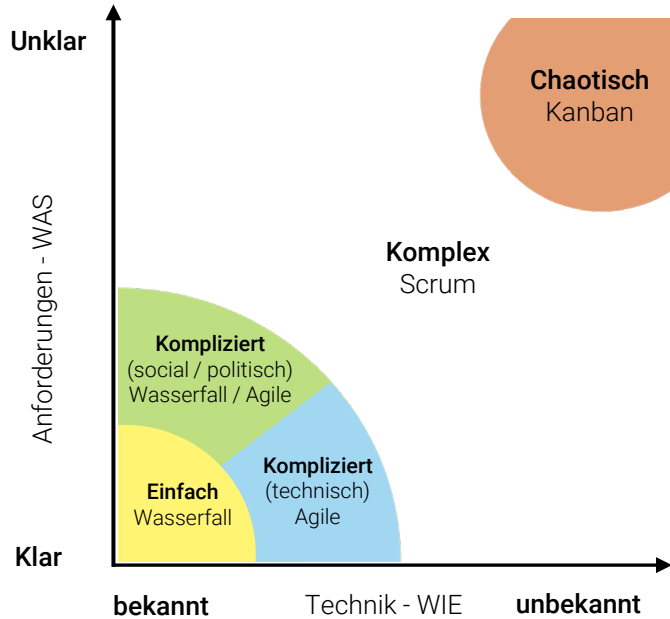 Unklar
Chaotisch
Kanban
Anforderungen - WAS
Komplex
Scrum
Kompliziert
(social / politisch)
Wasserfall / Agile
Kompliziert
(technisch)
Agile
Einfach
Wasserfall
Klar
bekannt
Technik - WIE
unbekannt